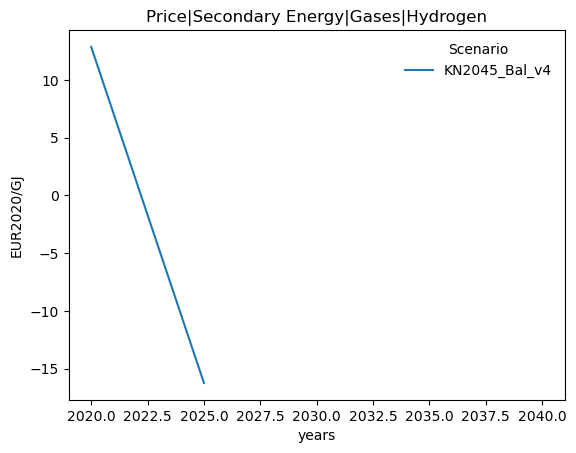 Price|Secondary Energy|Gases|Hydrogen
Scenario
KN2045_Bal_v4
EUR2020/GJ
10
5
0
−5
−10
−15
2020.0 2022.5 2025.0 2027.5 2030.0 2032.5 2035.0 2037.5 2040.0
years